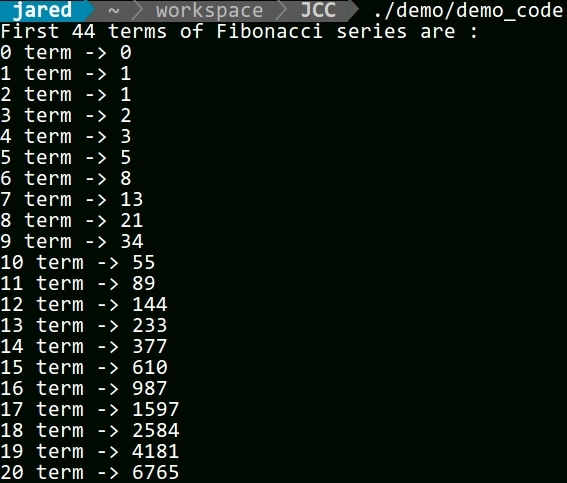 jared ~ workspace JCC ./demo/demo_code
First 44 terms of Fibonacci series are :
0 term -> 0
1 term -> 1
2 term -> 1
3 term -> 2
4 term -> 3
5 term -> 5
6 term -> 8
7 term -> 13
8 term -> 21
9 term -> 34
10 term -> 55
11 term -> 89
12 term -> 144
13 term -> 233
14 term -> 377
15 term -> 610
16 term -> 987
17 term -> 1597
18 term -> 2584
19 term -> 4181
20 term -> 6765